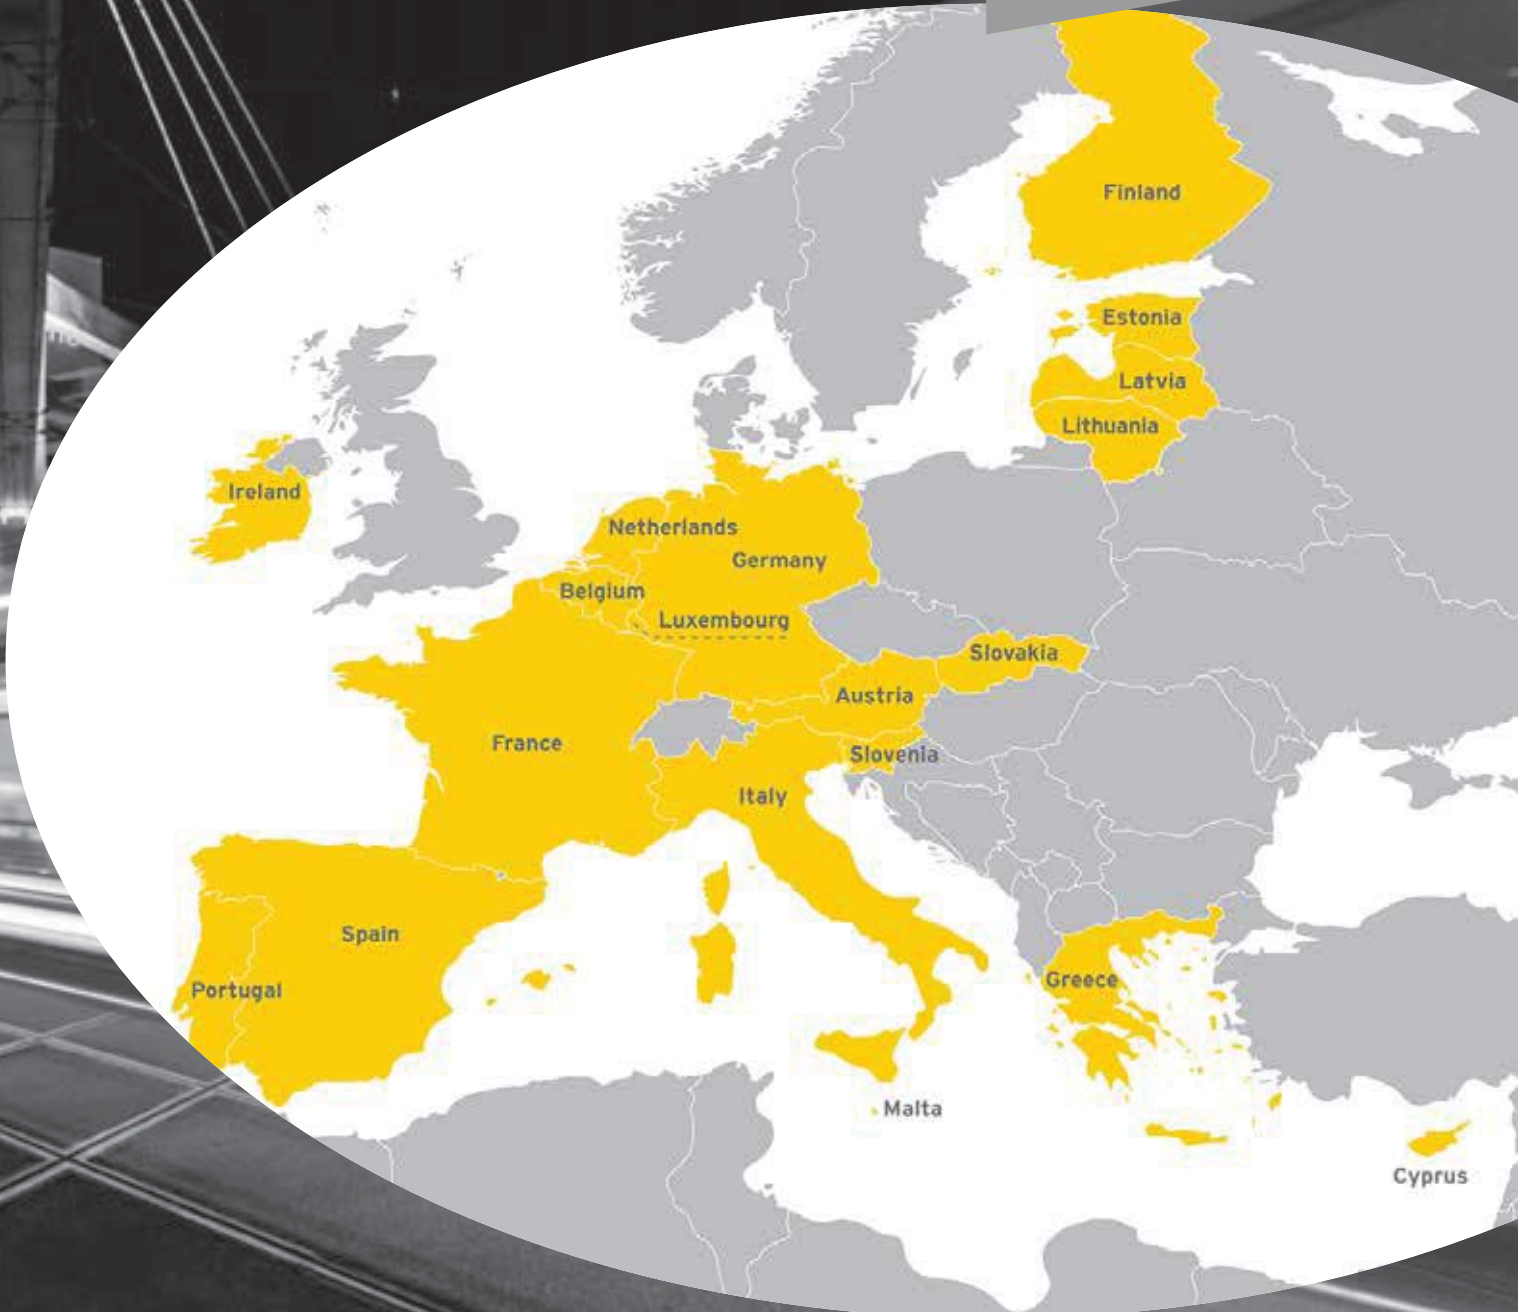 Finland
Estonia
Latvia
Lithuania
Ireland
Netherlands
Germany
Belgium
Luxembourg
Slovakia
Austria
France
Slovenia
Italy
Spain
Greece
Portugal
Malta
Cyprus